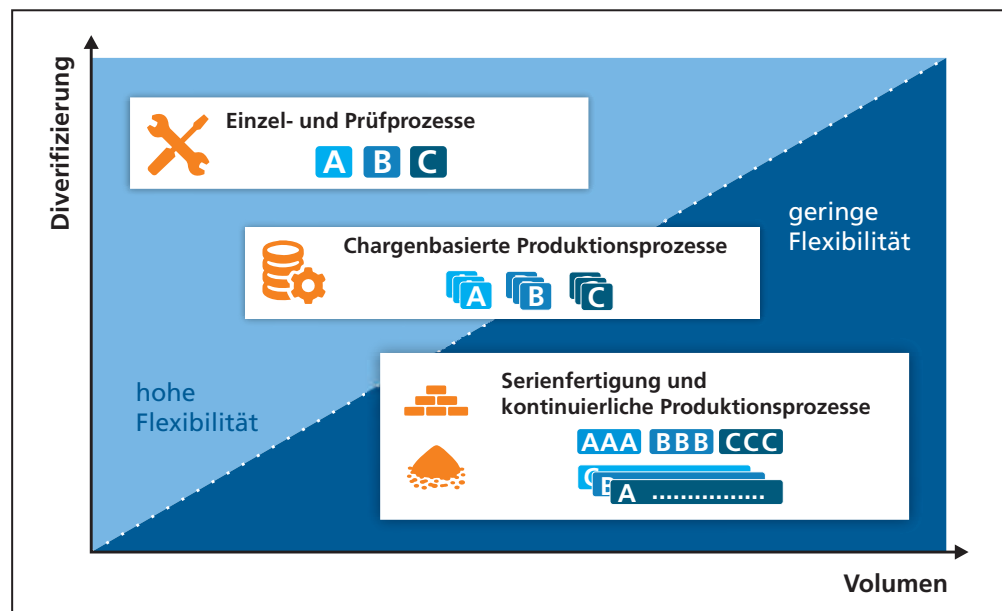 Diverifizierung
Einzel- und Prüfprozesse
A B C
geringe
Flexibilität
Chargenbasierte Produktionsprozesse
A B C
hohe
Flexibilität
Serienfertigung und
kontinuierliche Produktionsprozesse
AAA BBB CCC
C
B
A ................
Volumen